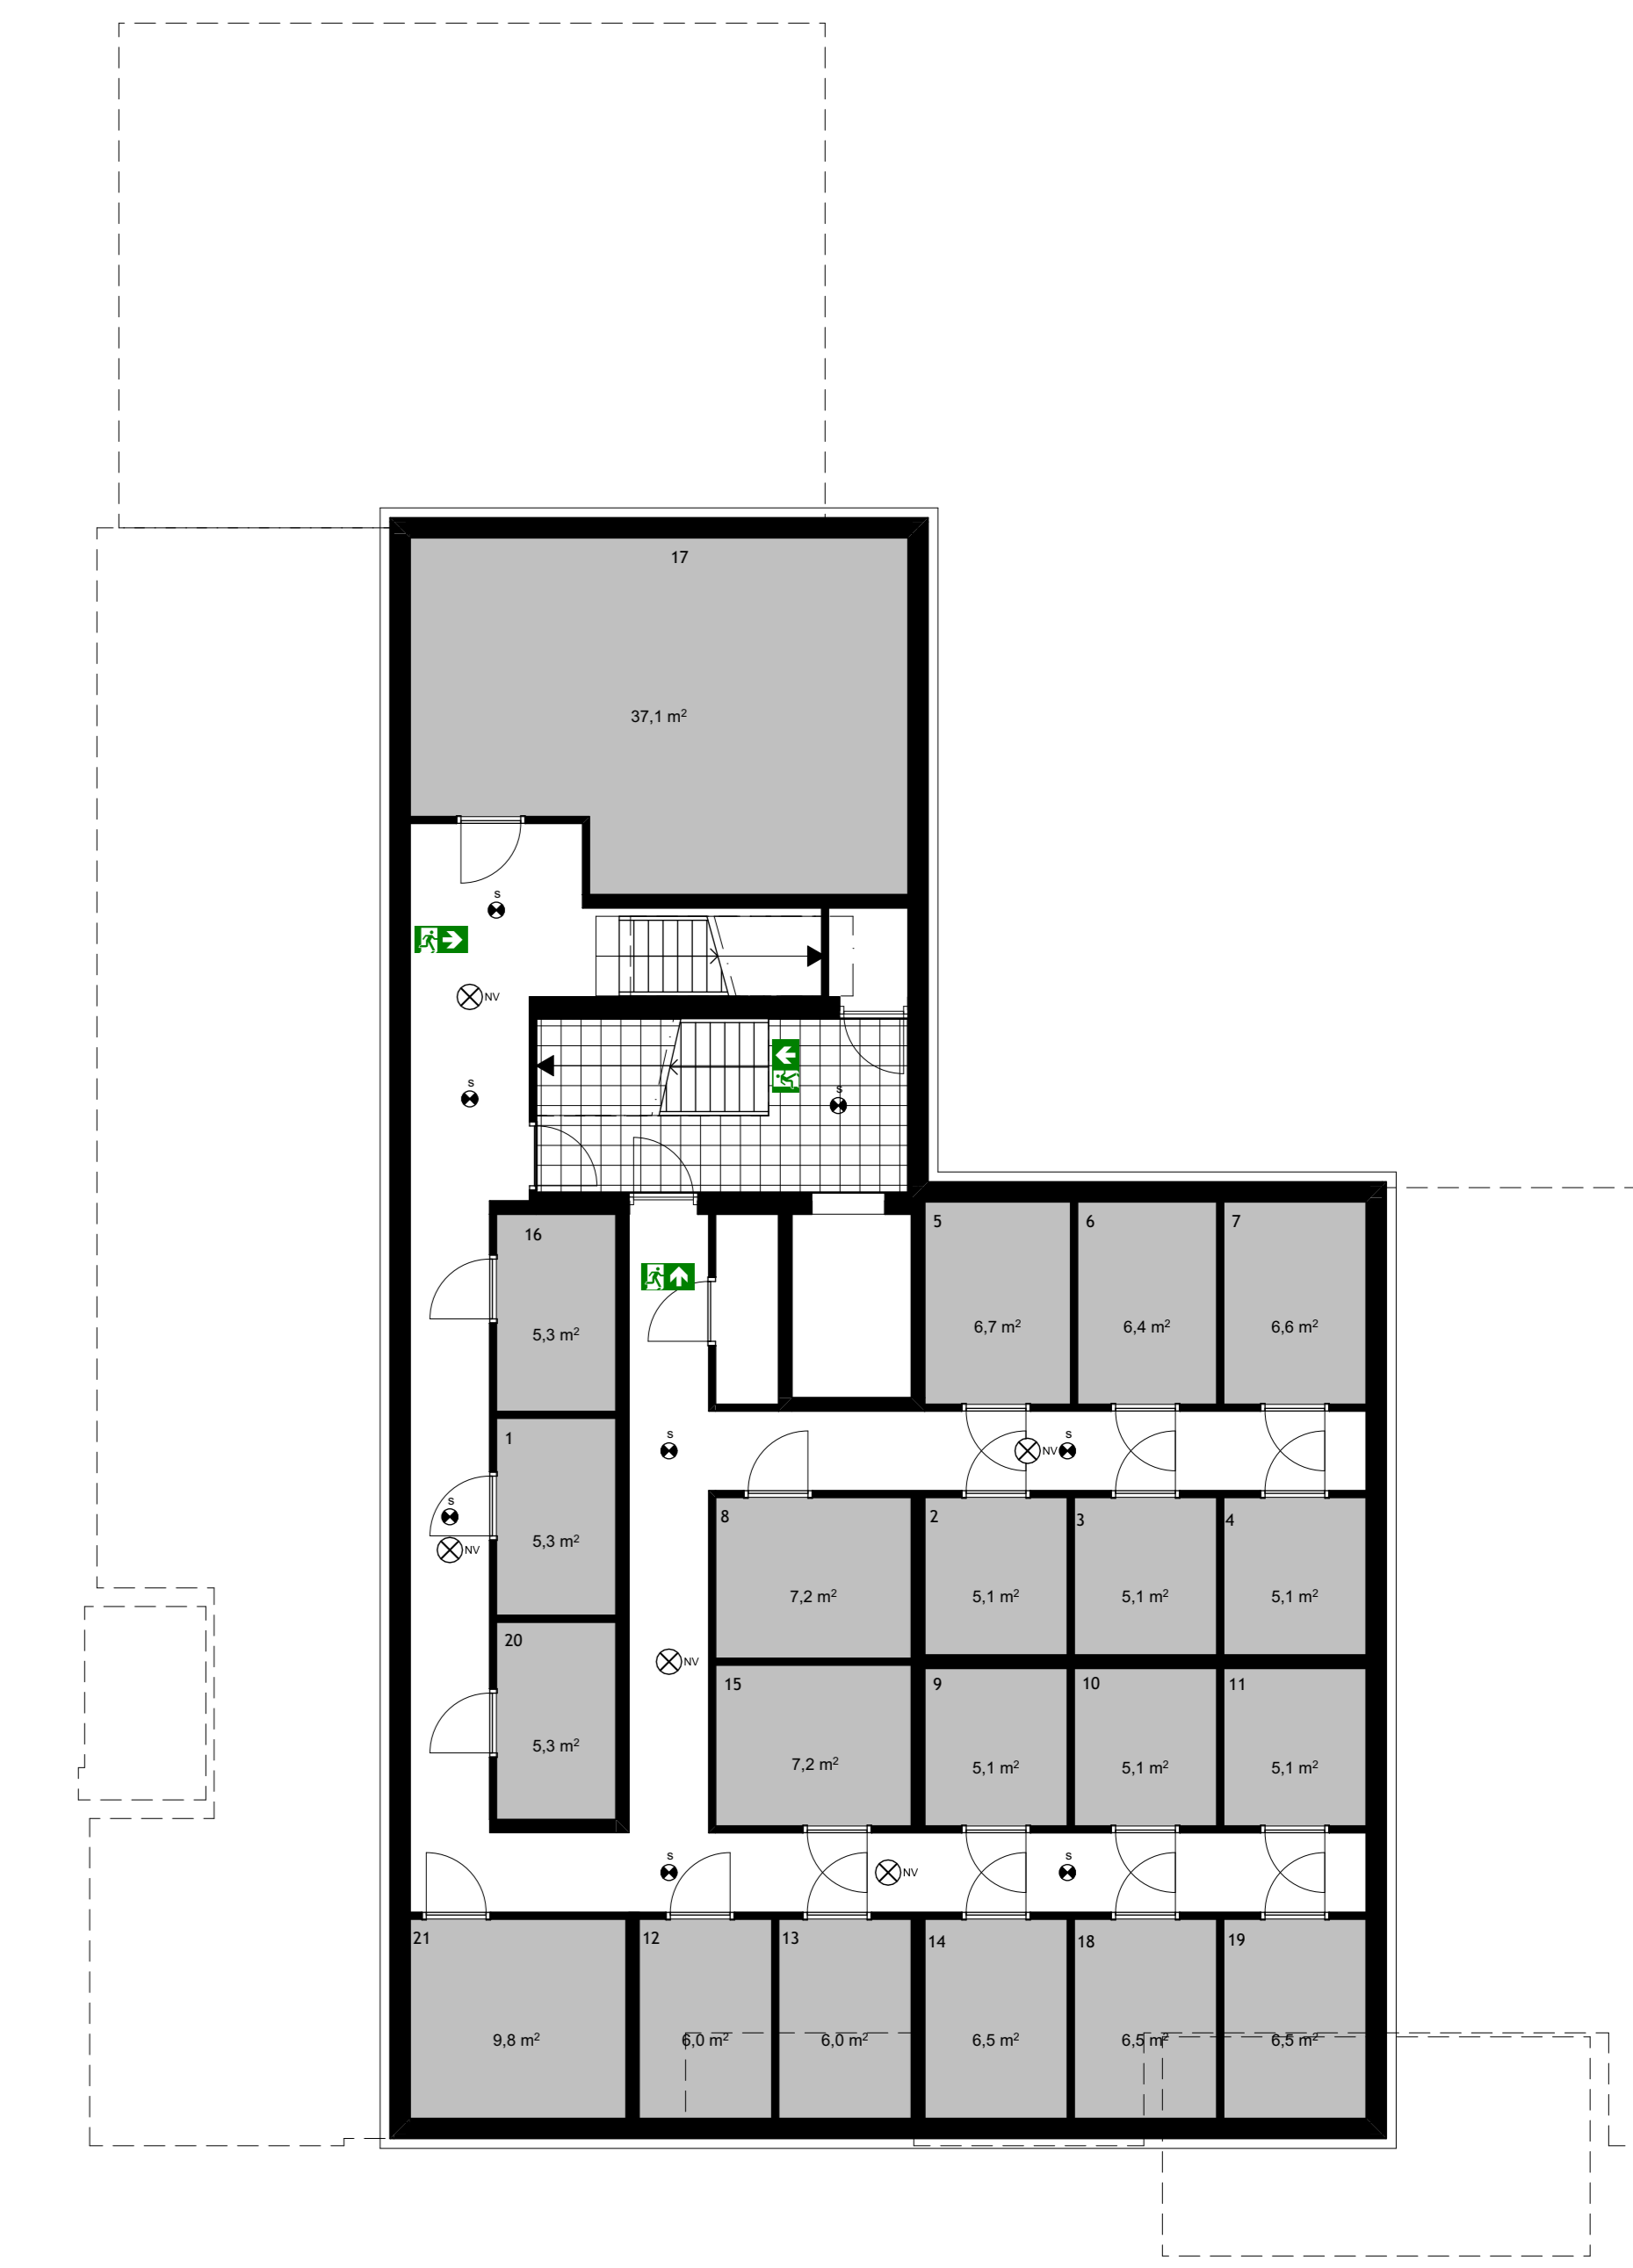 17
37,1 m²
s
NV
s
s
16
5,3 m²
5
6,7 m²
6
6,4 m²
7
6,6 m²
1
5,3 m²
s
NV
s
NV
s
8
7,2 m²
2
5,1 m²
3
5,1 m²
4
5,1 m²
20
5,3 m²
NV
15
7,2 m²
9
5,1 m²
10
5,1 m²
11
5,1 m²
s
NV
s
21
9,8 m²
12
6,0 m²
13
6,0 m²
14
6,5 m²
18
6,5 m²
19
6,5 m²